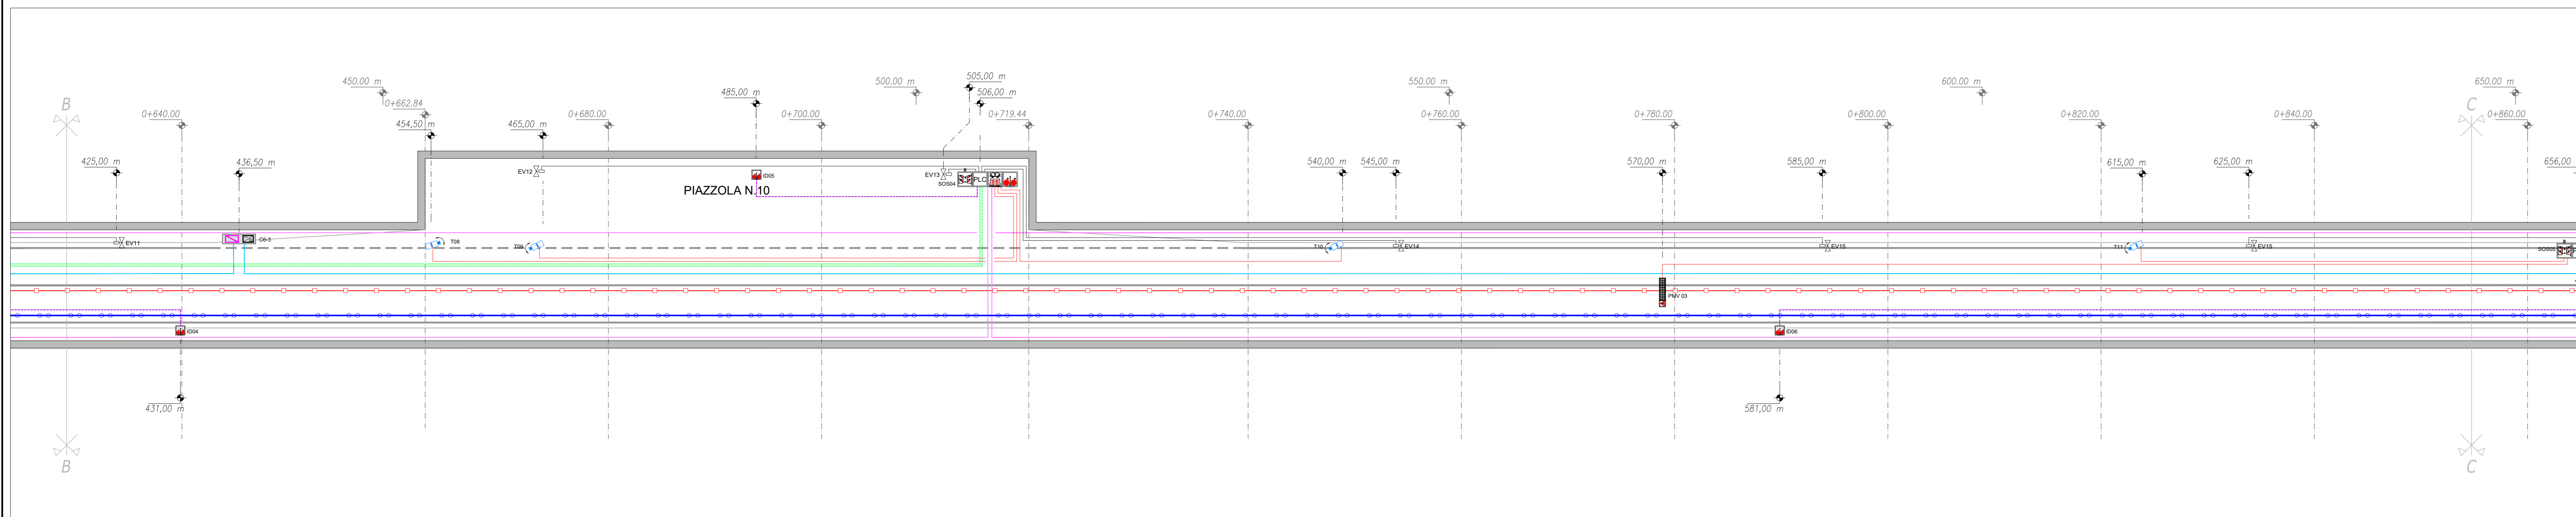 450.00 m
500.00 m
505,00 m
550.00 m
600.00 m
650.00 m
485,00 m
506,00 m
B
0+662.84
C
0+640.00
0+680.00
0+700.00
0+719.44
0+740.00
0+760.00
0+780.00
0+800.00
0+820.00
0+840.00
0+860.00
454,50 m
465,00 m
425,00 m
436,50 m
540,00 m
545,00 m
570,00 m
585,00 m
615,00 m
625,00 m
656,00
EV12
ID05
EV13
SOS04
PLC
PIAZZOLA N.10
EV11
C6-3
T08
T09
T10
EV14
EV15
T11
EV15
SOS05
PMV 03
ID04
ID06
431,00 m
581,00 m
B
C